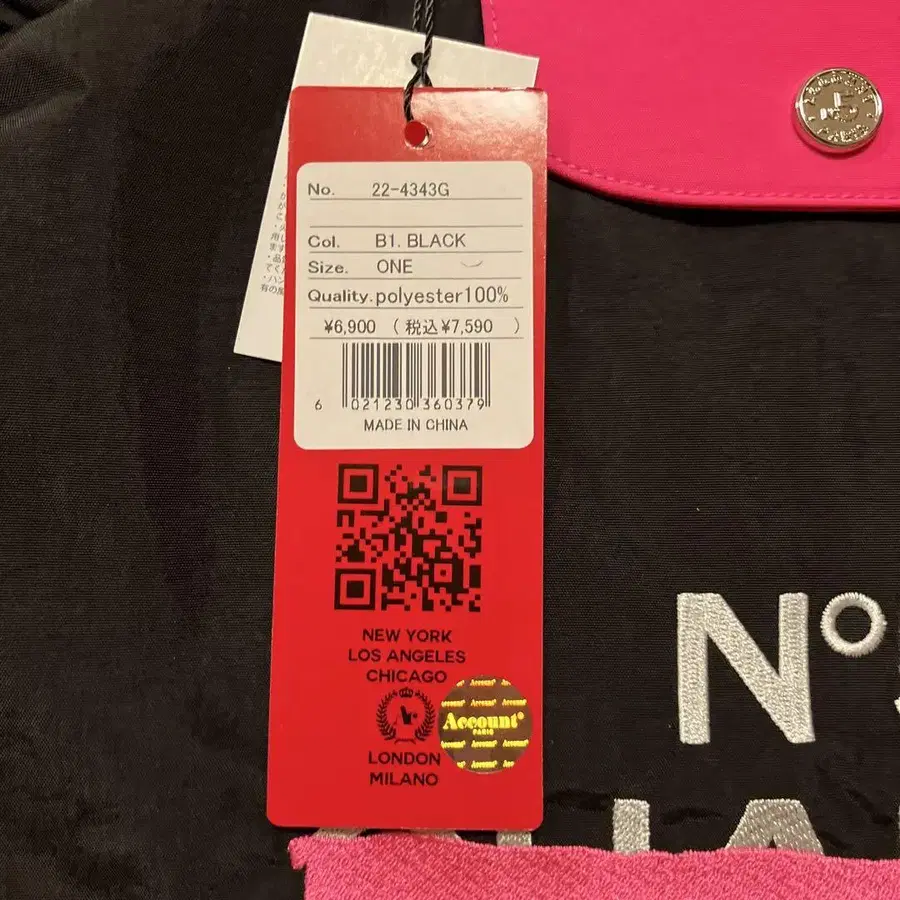 No. 22-4343G
Col. B1. BLACK
Size. ONE
Quality. polyester100%
¥6,900 (税込¥7,590 )
6 021230 360379
MADE IN CHINA
NEW YORK
LOS ANGELES
CHICAGO
LONDON
MILANO
Account®
PARIS
N°